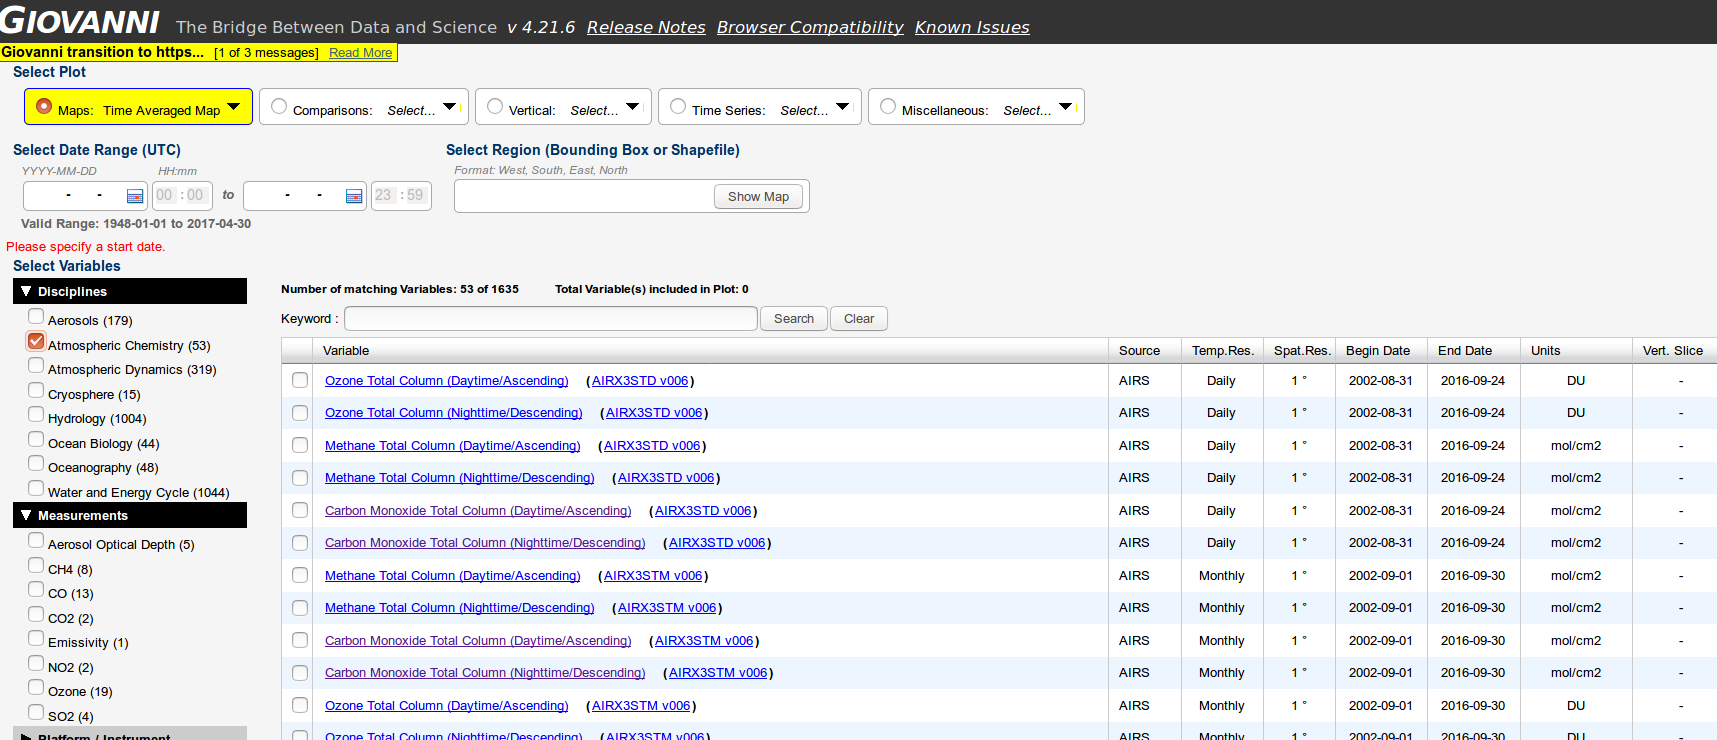 GIOVANNI The Bridge Between Data and Science v 4.21.6 Release Notes Browser Compatibility Known Issues
Giovanni transition to https... [1 of 3 messages] Read More
Select Plot
Maps: Time Averaged Map Comparisons: Select... Vertical: Select... Time Series: Select... Miscellaneous: Select...
Select Date Range (UTC) Select Region (Bounding Box or Shapefile)
YYYY-MM-DD HH:mm Format: West, South, East, North
- - 00 : 00 to - - 23 : 59 Show Map
Valid Range: 1948-01-01 to 2017-04-30
Please specify a start date.
Select Variables
Disciplines
Aerosols (179)
Atmospheric Chemistry (53)
Atmospheric Dynamics (319)
Cryosphere (15)
Hydrology (1004)
Ocean Biology (44)
Oceanography (48)
Water and Energy Cycle (1044)
Measurements
Aerosol Optical Depth (5)
CH4 (8)
CO (13)
CO2 (2)
Emissivity (1)
NO2 (2)
Ozone (19)
SO2 (4)
Platform / Instrument
Number of matching Variables: 53 of 1635 Total Variable(s) included in Plot: 0
Keyword : Search Clear
Variable Source Temp.Res. Spat.Res. Begin Date End Date Units Vert. Slice
Ozone Total Column (Daytime/Ascending) (AIRX3STD v006) AIRS Daily 1 ° 2002-08-31 2016-09-24 DU -
Ozone Total Column (Nighttime/Descending) (AIRX3STD v006) AIRS Daily 1 ° 2002-08-31 2016-09-24 DU -
Methane Total Column (Daytime/Ascending) (AIRX3STD v006) AIRS Daily 1 ° 2002-08-31 2016-09-24 mol/cm2 -
Methane Total Column (Nighttime/Descending) (AIRX3STD v006) AIRS Daily 1 ° 2002-08-31 2016-09-24 mol/cm2 -
Carbon Monoxide Total Column (Daytime/Ascending) (AIRX3STD v006) AIRS Daily 1 ° 2002-08-31 2016-09-24 mol/cm2 -
Carbon Monoxide Total Column (Nighttime/Descending) (AIRX3STD v006) AIRS Daily 1 ° 2002-08-31 2016-09-24 mol/cm2 -
Methane Total Column (Daytime/Ascending) (AIRX3STM v006) AIRS Monthly 1 ° 2002-09-01 2016-09-30 mol/cm2 -
Methane Total Column (Nighttime/Descending) (AIRX3STM v006) AIRS Monthly 1 ° 2002-09-01 2016-09-30 mol/cm2 -
Carbon Monoxide Total Column (Daytime/Ascending) (AIRX3STM v006) AIRS Monthly 1 ° 2002-09-01 2016-09-30 mol/cm2 -
Carbon Monoxide Total Column (Nighttime/Descending) (AIRX3STM v006) AIRS Monthly 1 ° 2002-09-01 2016-09-30 mol/cm2 -
Ozone Total Column (Daytime/Ascending) (AIRX3STM v006) AIRS Monthly 1 ° 2002-09-01 2016-09-30 DU -
Ozone Total Column (Nighttime/Descending) (AIRX3STM v006) AIRS Monthly 1 ° 2002-09-01 2016-09-30 DU -